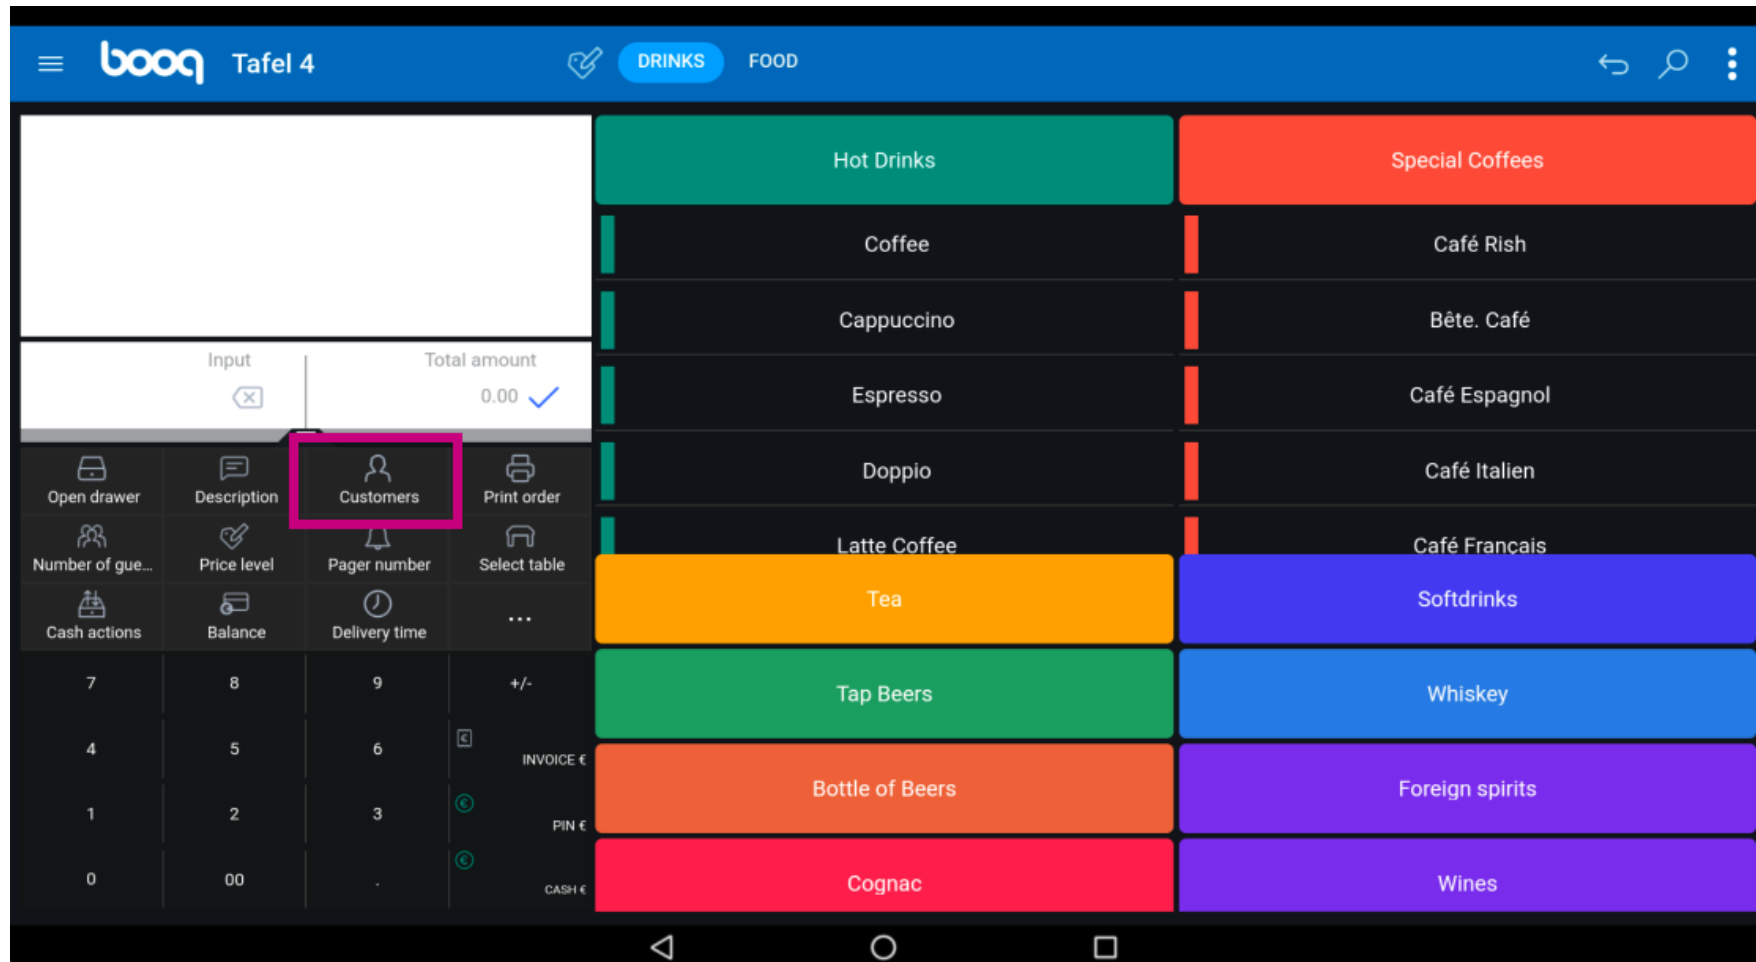 booq Tafel 4 DRINKS FOOD
Input Total amount
0.00
Open drawer Description Customers Print order
Number of gue... Price level Pager number Select table
Cash actions Balance Delivery time ...
7 8 9 +/-
4 5 6 € INVOICE €
1 2 3 € PIN €
0 00 . € CASH €
Hot Drinks Special Coffees
Coffee Café Rish
Cappuccino Bête. Café
Espresso Café Espagnol
Doppio Café Italien
Latte Coffee Café Français
Tea Softdrinks
Tap Beers Whiskey
Bottle of Beers Foreign spirits
Cognac Wines